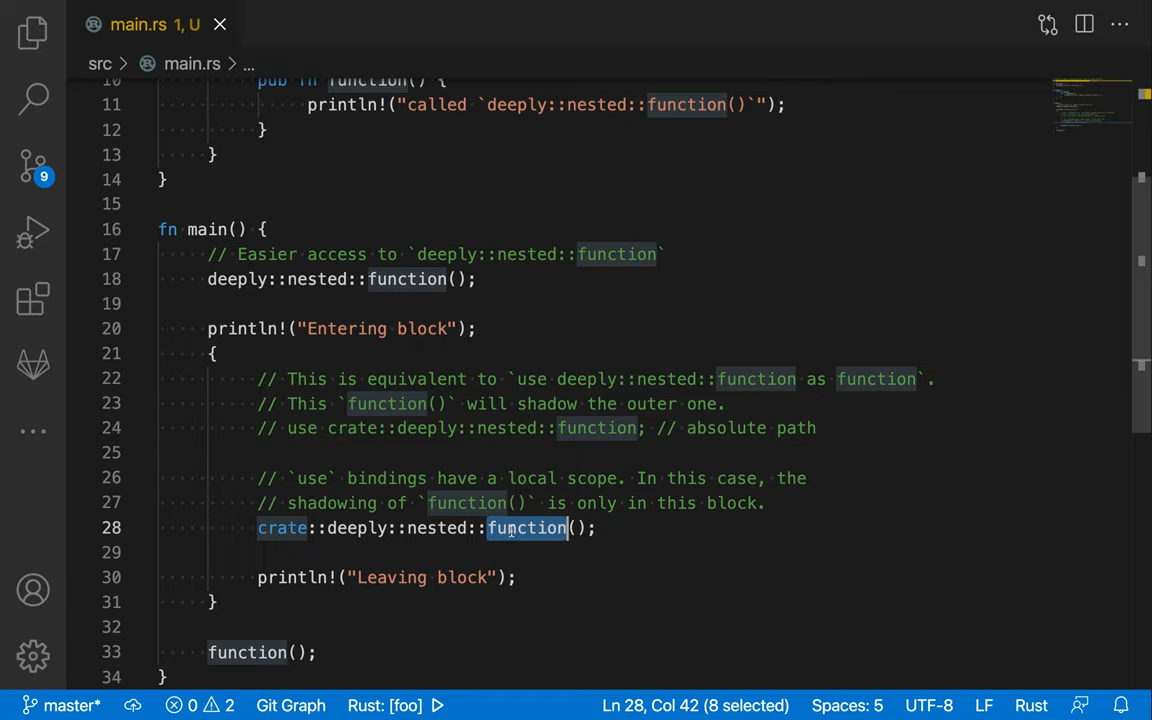 main.rs 1, U
src > main.rs > ...
10 pub fn function() {
11 println!("called `deeply::nested::function()`");
12 }
13 }
14 }
15
16 fn main() {
17 // Easier access to `deeply::nested::function`
18 deeply::nested::function();
19
20 println!("Entering block");
21 {
22 // This is equivalent to `use deeply::nested::function as function`.
23 // This `function()` will shadow the outer one.
24 // use crate::deeply::nested::function; // absolute path
25
26 // `use` bindings have a local scope. In this case, the
27 // shadowing of `function()` is only in this block.
28 crate::deeply::nested::function();
29
30 println!("Leaving block");
31 }
32
33 function();
34 }
9
master* 0 2 Git Graph Rust: [foo] Ln 28, Col 42 (8 selected) Spaces: 5 UTF-8 LF Rust